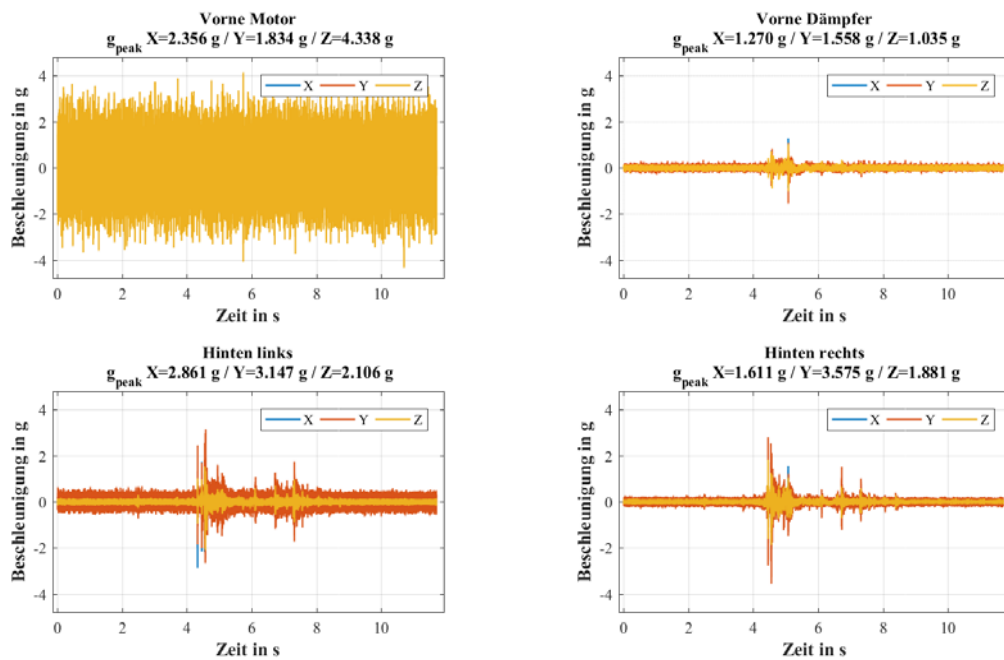 Vorne Motor
g_peak X=2.356 g / Y=1.834 g / Z=4.338 g
X Y Z
4
2
0
-2
-4
Beschleunigung in g
0 2 4 6 8 10
Zeit in s
Vorne Dämpfer
g_peak X=1.270 g / Y=1.558 g / Z=1.035 g
X Y Z
4
2
0
-2
-4
Beschleunigung in g
0 2 4 6 8 10
Zeit in s
Hinten links
g_peak X=2.861 g / Y=3.147 g / Z=2.106 g
X Y Z
4
2
0
-2
-4
Beschleunigung in g
0 2 4 6 8 10
Zeit in s
Hinten rechts
g_peak X=1.611 g / Y=3.575 g / Z=1.881 g
X Y Z
4
2
0
-2
-4
Beschleunigung in g
0 2 4 6 8 10
Zeit in s